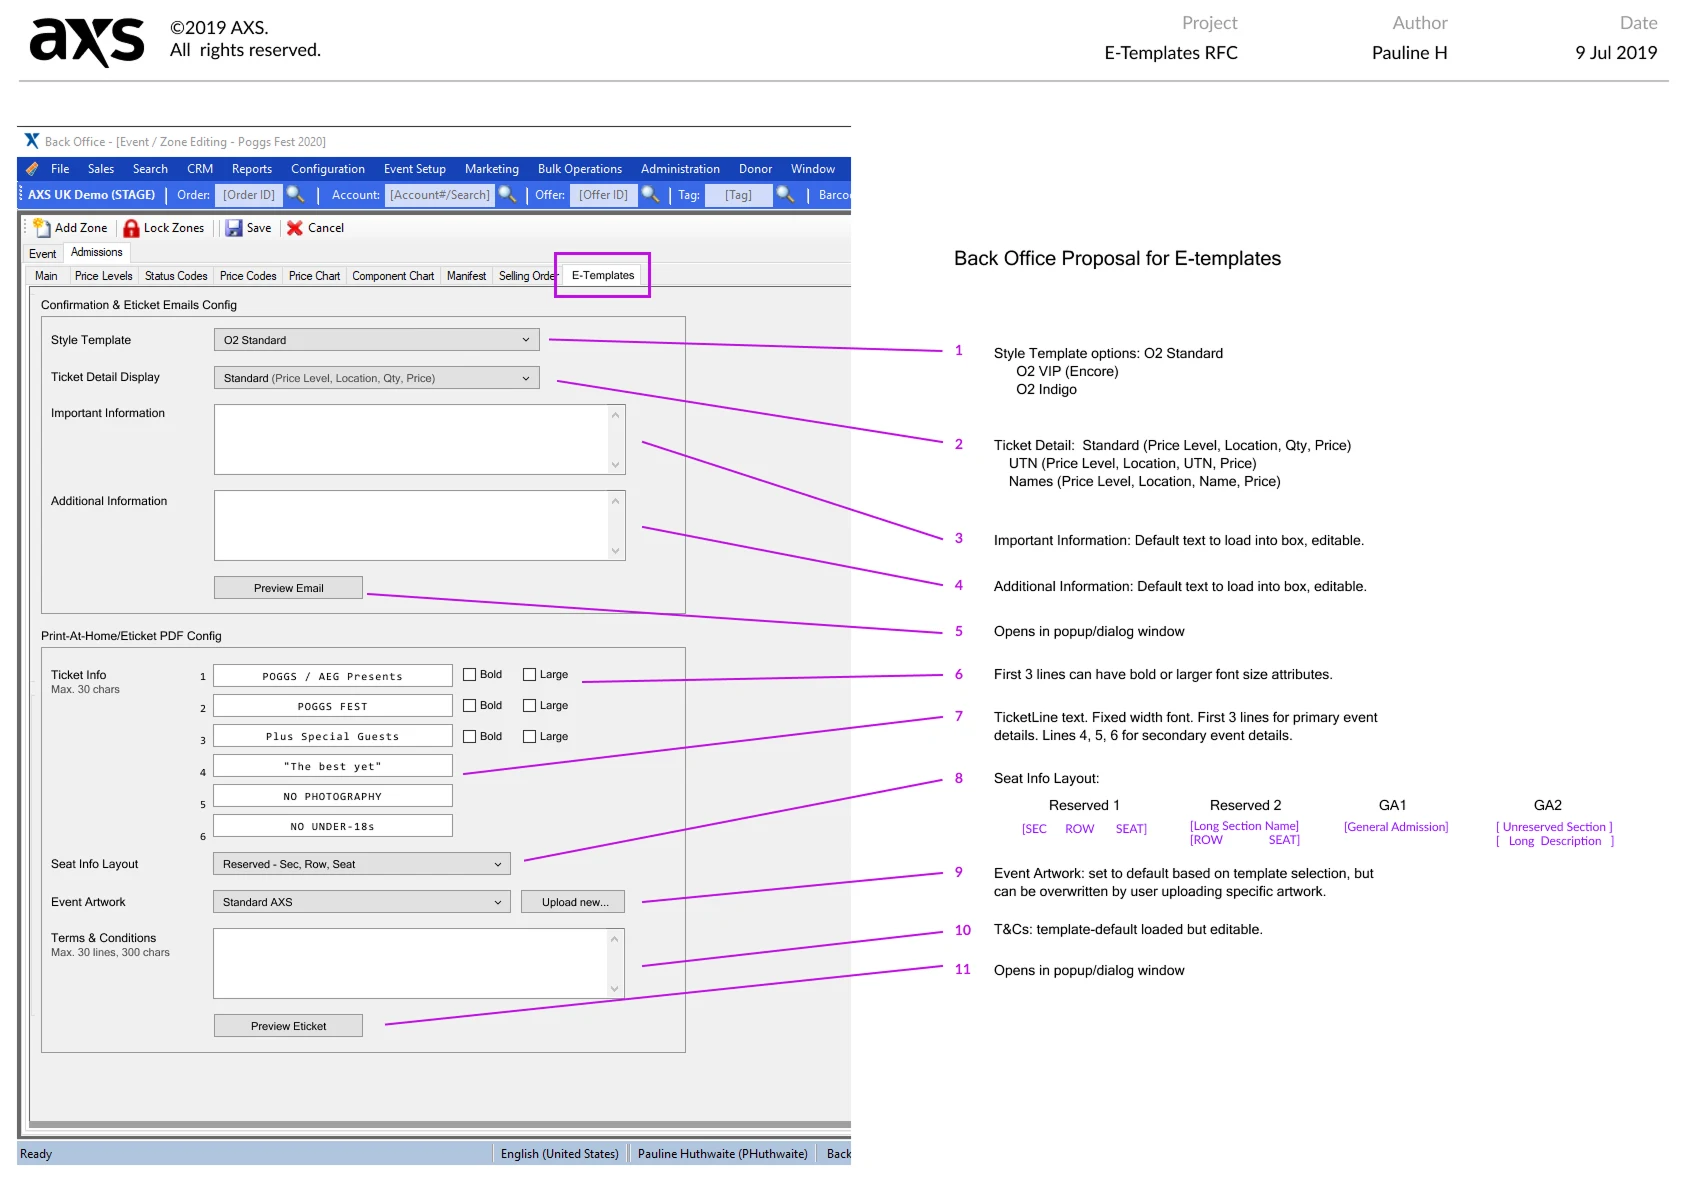 axs
©2019 AXS.
All rights reserved.
Project
E-Templates RFC
Author
Pauline H
Date
9 Jul 2019
Back Office - [Event / Zone Editing - Poggs Fest 2020]
File Sales Search CRM Reports Configuration Event Setup Marketing Bulk Operations Administration Donor Window
AXS UK Demo (STAGE) Order: [Order ID] Account: [Account#/Search] Offer: [Offer ID] Tag: [Tag] Barco
Add Zone Lock Zones Save Cancel
Event Admissions
Main Price Levels Status Codes Price Codes Price Chart Component Chart Manifest Selling Order E-Templates
Confirmation & Eticket Emails Config
Style Template O2 Standard
Ticket Detail Display Standard (Price Level, Location, Qty, Price)
Important Information
Additional Information
Preview Email
Print-At-Home/Eticket PDF Config
Ticket Info
Max. 30 chars
1 POGGS / AEG Presents Bold Large
2 POGGS FEST Bold Large
3 Plus Special Guests Bold Large
4 "The best yet"
5 NO PHOTOGRAPHY
6 NO UNDER-18s
Seat Info Layout Reserved - Sec, Row, Seat
Event Artwork Standard AXS Upload new...
Terms & Conditions
Max. 30 lines, 300 chars
Preview Eticket
Ready English (United States) Pauline Huthwaite (PHuthwaite) Back
Back Office Proposal for E-templates
1 Style Template options: O2 Standard
O2 VIP (Encore)
O2 Indigo
2 Ticket Detail: Standard (Price Level, Location, Qty, Price)
UTN (Price Level, Location, UTN, Price)
Names (Price Level, Location, Name, Price)
3 Important Information: Default text to load into box, editable.
4 Additional Information: Default text to load into box, editable.
5 Opens in popup/dialog window
6 First 3 lines can have bold or larger font size attributes.
7 TicketLine text. Fixed width font. First 3 lines for primary event
details. Lines 4, 5, 6 for secondary event details.
8 Seat Info Layout:
Reserved 1 Reserved 2 GA1 GA2
[SEC ROW SEAT] [Long Section Name] [General Admission] [ Unreserved Section ]
[ROW SEAT] [ Long Description ]
9 Event Artwork: set to default based on template selection, but
can be overwritten by user uploading specific artwork.
10 T&Cs: template-default loaded but editable.
11 Opens in popup/dialog window